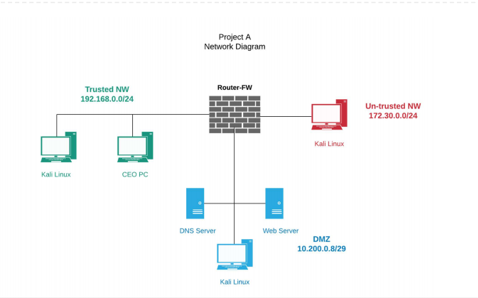 Project A
Network Diagram
Trusted NW
192.168.0.0/24
Router-FW
Un-trusted NW
172.30.0.0/24
Kali Linux
Kali Linux
CEO PC
DNS Server
Web Server
DMZ
10.200.0.8/29
Kali Linux